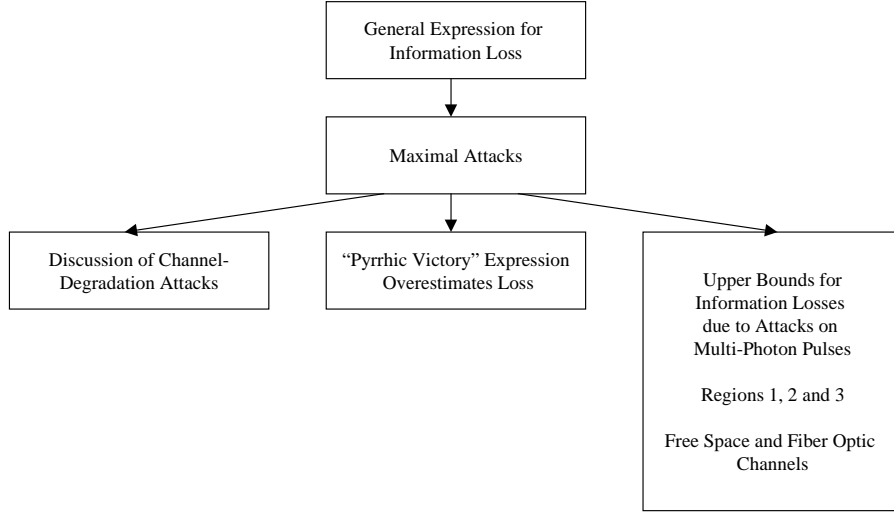 General Expression for
Information Loss
Maximal Attacks
Discussion of Channel-
Degradation Attacks
“Pyrrhic Victory” Expression
Overestimates Loss
Upper Bounds for
Information Losses
due to Attacks on
Multi-Photon Pulses
Regions 1, 2 and 3
Free Space and Fiber Optic
Channels